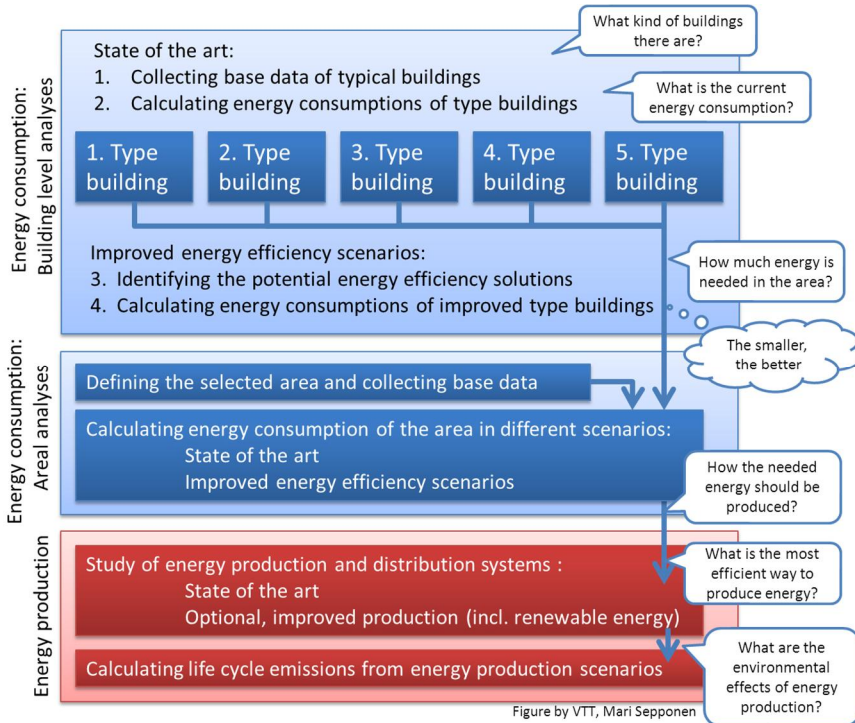 What kind of buildings
there are?
Energy consumption:
Building level analyses
State of the art:
1. Collecting base data of typical buildings
2. Calculating energy consumptions of type buildings
What is the current
energy consumption?
1. Type
building
2. Type
building
3. Type
building
4. Type
building
5. Type
building
Improved energy efficiency scenarios:
3. Identifying the potential energy efficiency solutions
4. Calculating energy consumptions of improved type buildings
How much energy is
needed in the area?
The smaller,
the better
Energy consumption:
Areal analyses
Defining the selected area and collecting base data
Calculating energy consumption of the area in different scenarios:
State of the art
Improved energy efficiency scenarios
How the needed
energy should be
produced?
Energy production
Study of energy production and distribution systems :
State of the art
Optional, improved production (incl. renewable energy)
What is the most
efficient way to
produce energy?
Calculating life cycle emissions from energy production scenarios
What are the
environmental
effects of energy
production?
Figure by VTT, Mari Sepponen